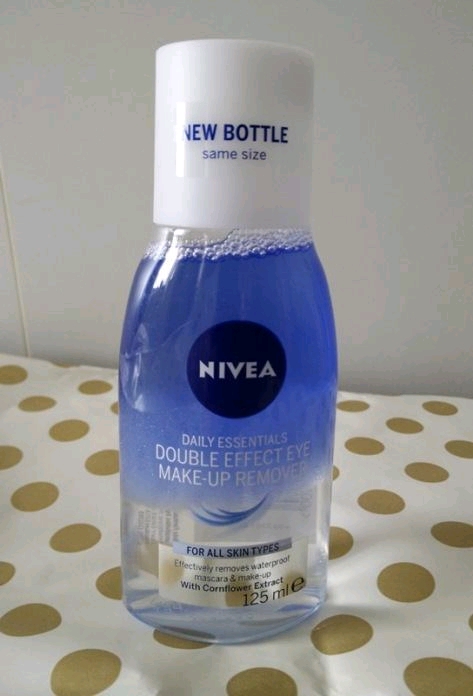 NEW BOTTLE
same size
NIVEA
DAILY ESSENTIALS
DOUBLE EFFECT EYE
MAKE-UP REMOVER
FOR ALL SKIN TYPES
Effectively removes waterproof
mascara & make-up
With Cornflower Extract
125 ml ℮